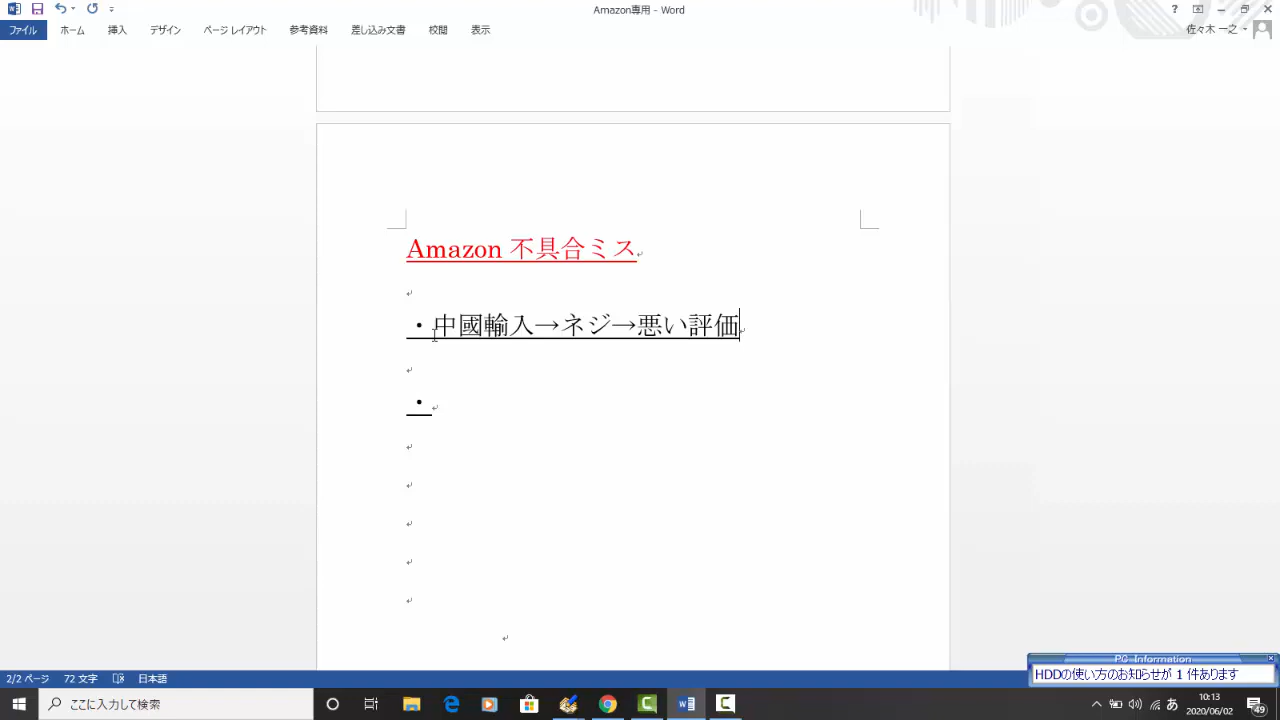 Amazon専用 - Word
ファイル ホーム 挿入 デザイン ページ レイアウト 参考資料 差し込み文書 校閲 表示
佐々木 一之
Amazon 不具合ミス
・中國輸入→ネジ→悪い評価
・
PC Information
HDDの使い方のお知らせが 1 件あります
2/2 ページ 72 文字 日本語
ここに入力して検索
あ
10:13
2020/06/02
49